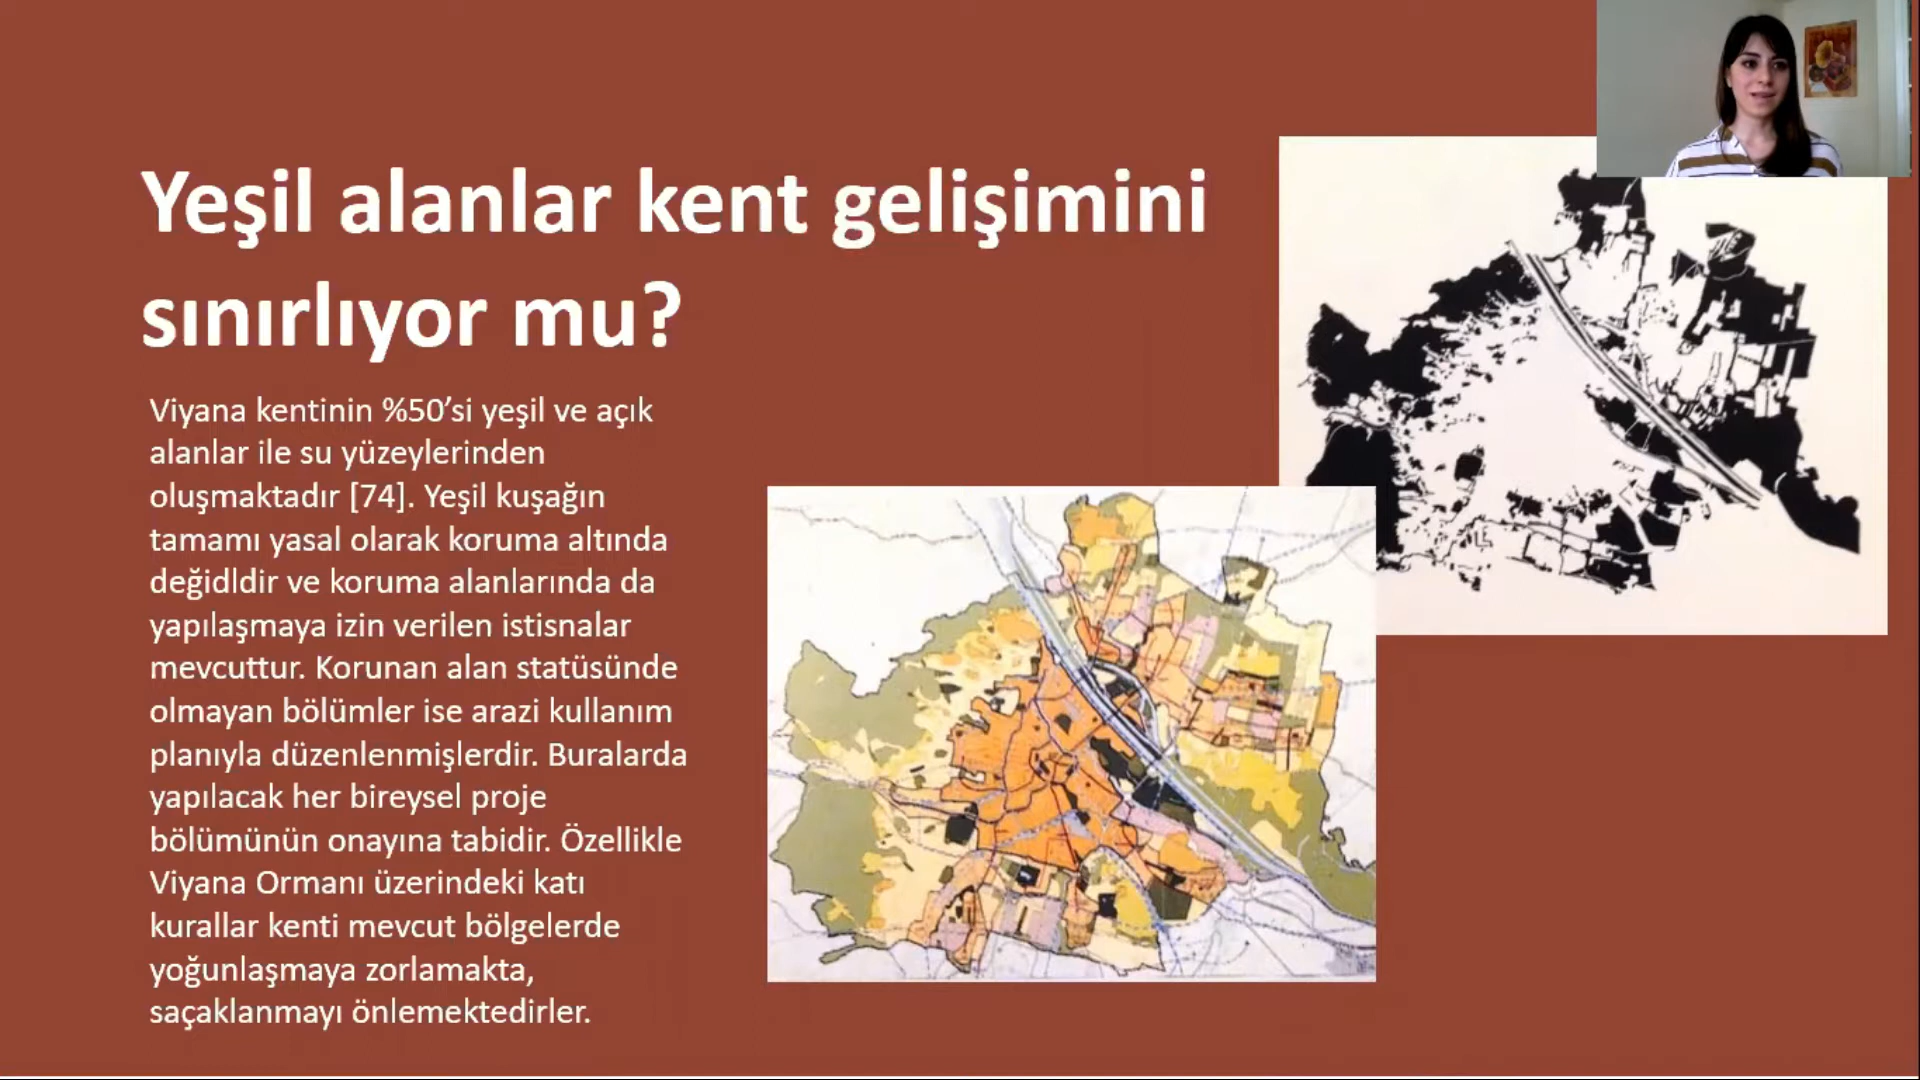 Yeşil alanlar kent gelişimini
sınırlıyor mu?
Viyana kentinin %50’si yeşil ve açık
alanlar ile su yüzeylerinden
oluşmaktadır [74]. Yeşil kuşağın
tamamı yasal olarak koruma altında
değidldir ve koruma alanlarında da
yapılaşmaya izin verilen istisnalar
mevcuttur. Korunan alan statüsünde
olmayan bölümler ise arazi kullanım
planıyla düzenlenmişlerdir. Buralarda
yapılacak her bireysel proje
bölümünün onayına tabidir. Özellikle
Viyana Ormanı üzerindeki katı
kurallar kenti mevcut bölgelerde
yoğunlaşmaya zorlamakta,
saçaklanmayı önlemektedirler.